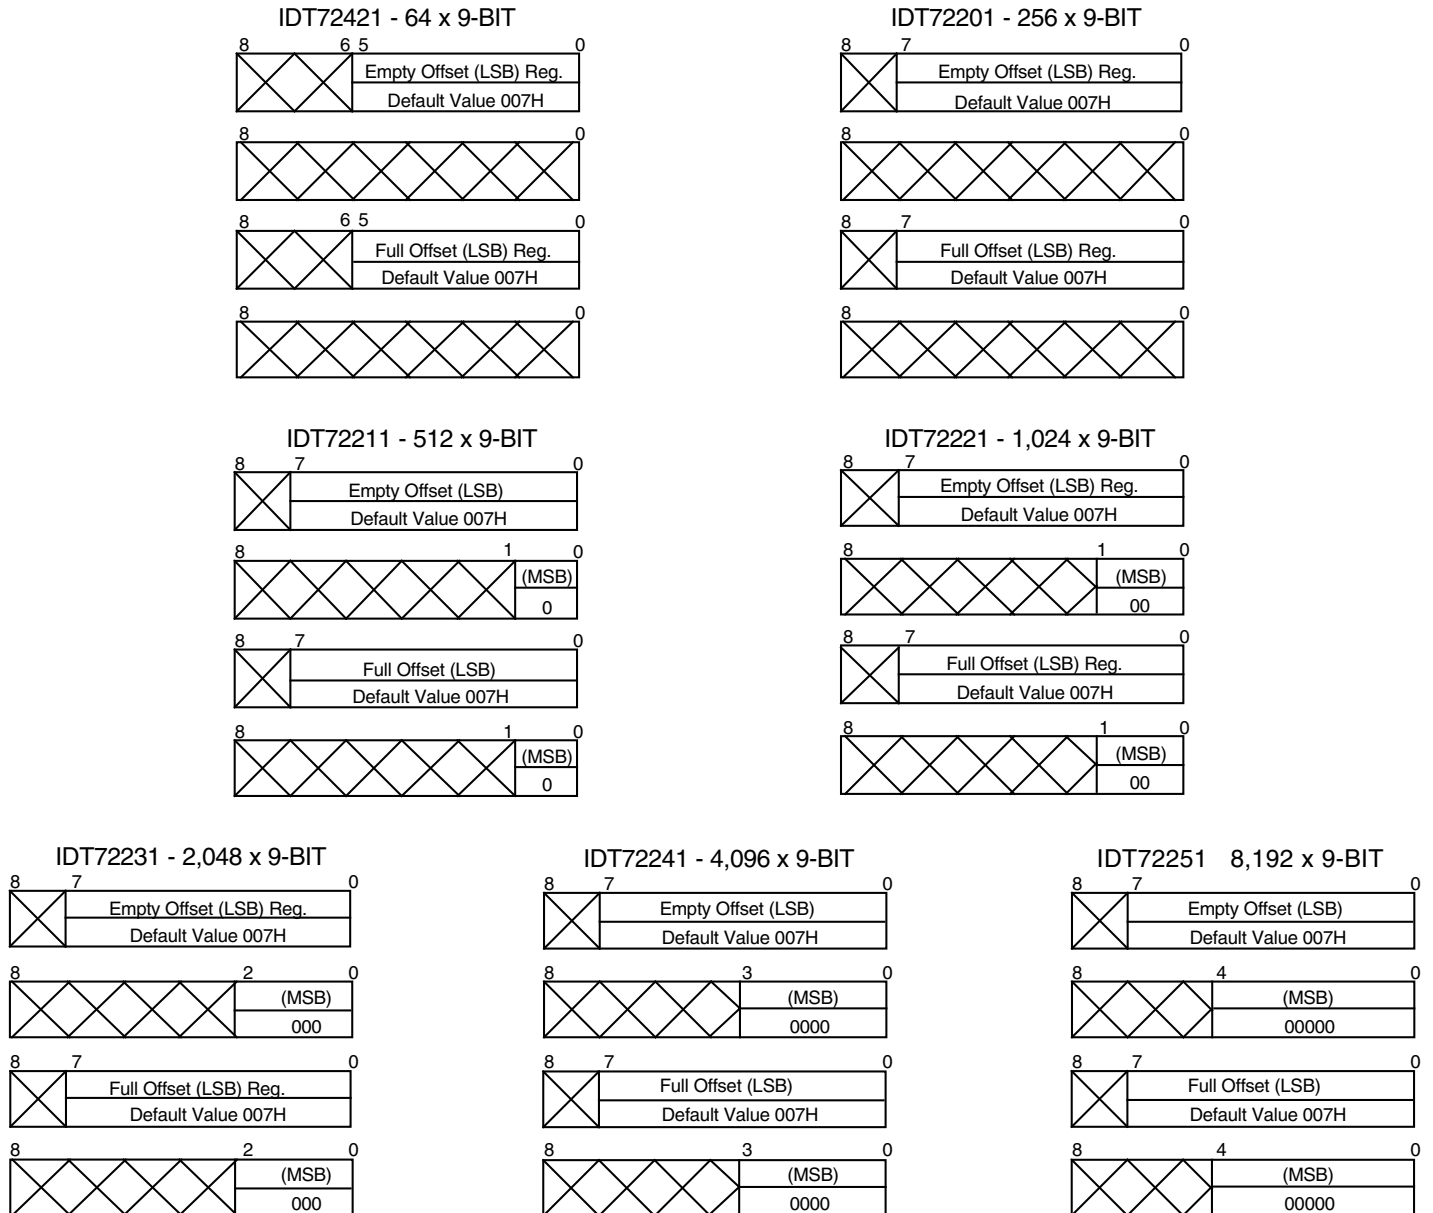 IDT72421 - 64 x 9-BIT
8 6 5 0
Empty Offset (LSB) Reg.
Default Value 007H
8 0
8 6 5 0
Full Offset (LSB) Reg.
Default Value 007H
8 0
IDT72201 - 256 x 9-BIT
8 7 0
Empty Offset (LSB) Reg.
Default Value 007H
8 0
8 7 0
Full Offset (LSB) Reg.
Default Value 007H
8 0
IDT72211 - 512 x 9-BIT
8 7 0
Empty Offset (LSB)
Default Value 007H
8 1 0
(MSB)
0
8 7 0
Full Offset (LSB)
Default Value 007H
8 1 0
(MSB)
0
IDT72221 - 1,024 x 9-BIT
8 7 0
Empty Offset (LSB) Reg.
Default Value 007H
8 1 0
(MSB)
00
8 7 0
Full Offset (LSB) Reg.
Default Value 007H
8 1 0
(MSB)
00
IDT72231 - 2,048 x 9-BIT
8 7 0
Empty Offset (LSB) Reg.
Default Value 007H
8 2 0
(MSB)
000
8 7 0
Full Offset (LSB) Reg.
Default Value 007H
8 2 0
(MSB)
000
IDT72241 - 4,096 x 9-BIT
8 7 0
Empty Offset (LSB)
Default Value 007H
8 3 0
(MSB)
0000
8 7 0
Full Offset (LSB)
Default Value 007H
8 3 0
(MSB)
0000
IDT72251 8,192 x 9-BIT
8 7 0
Empty Offset (LSB)
Default Value 007H
8 4 0
(MSB)
00000
8 7 0
Full Offset (LSB)
Default Value 007H
8 4 0
(MSB)
00000